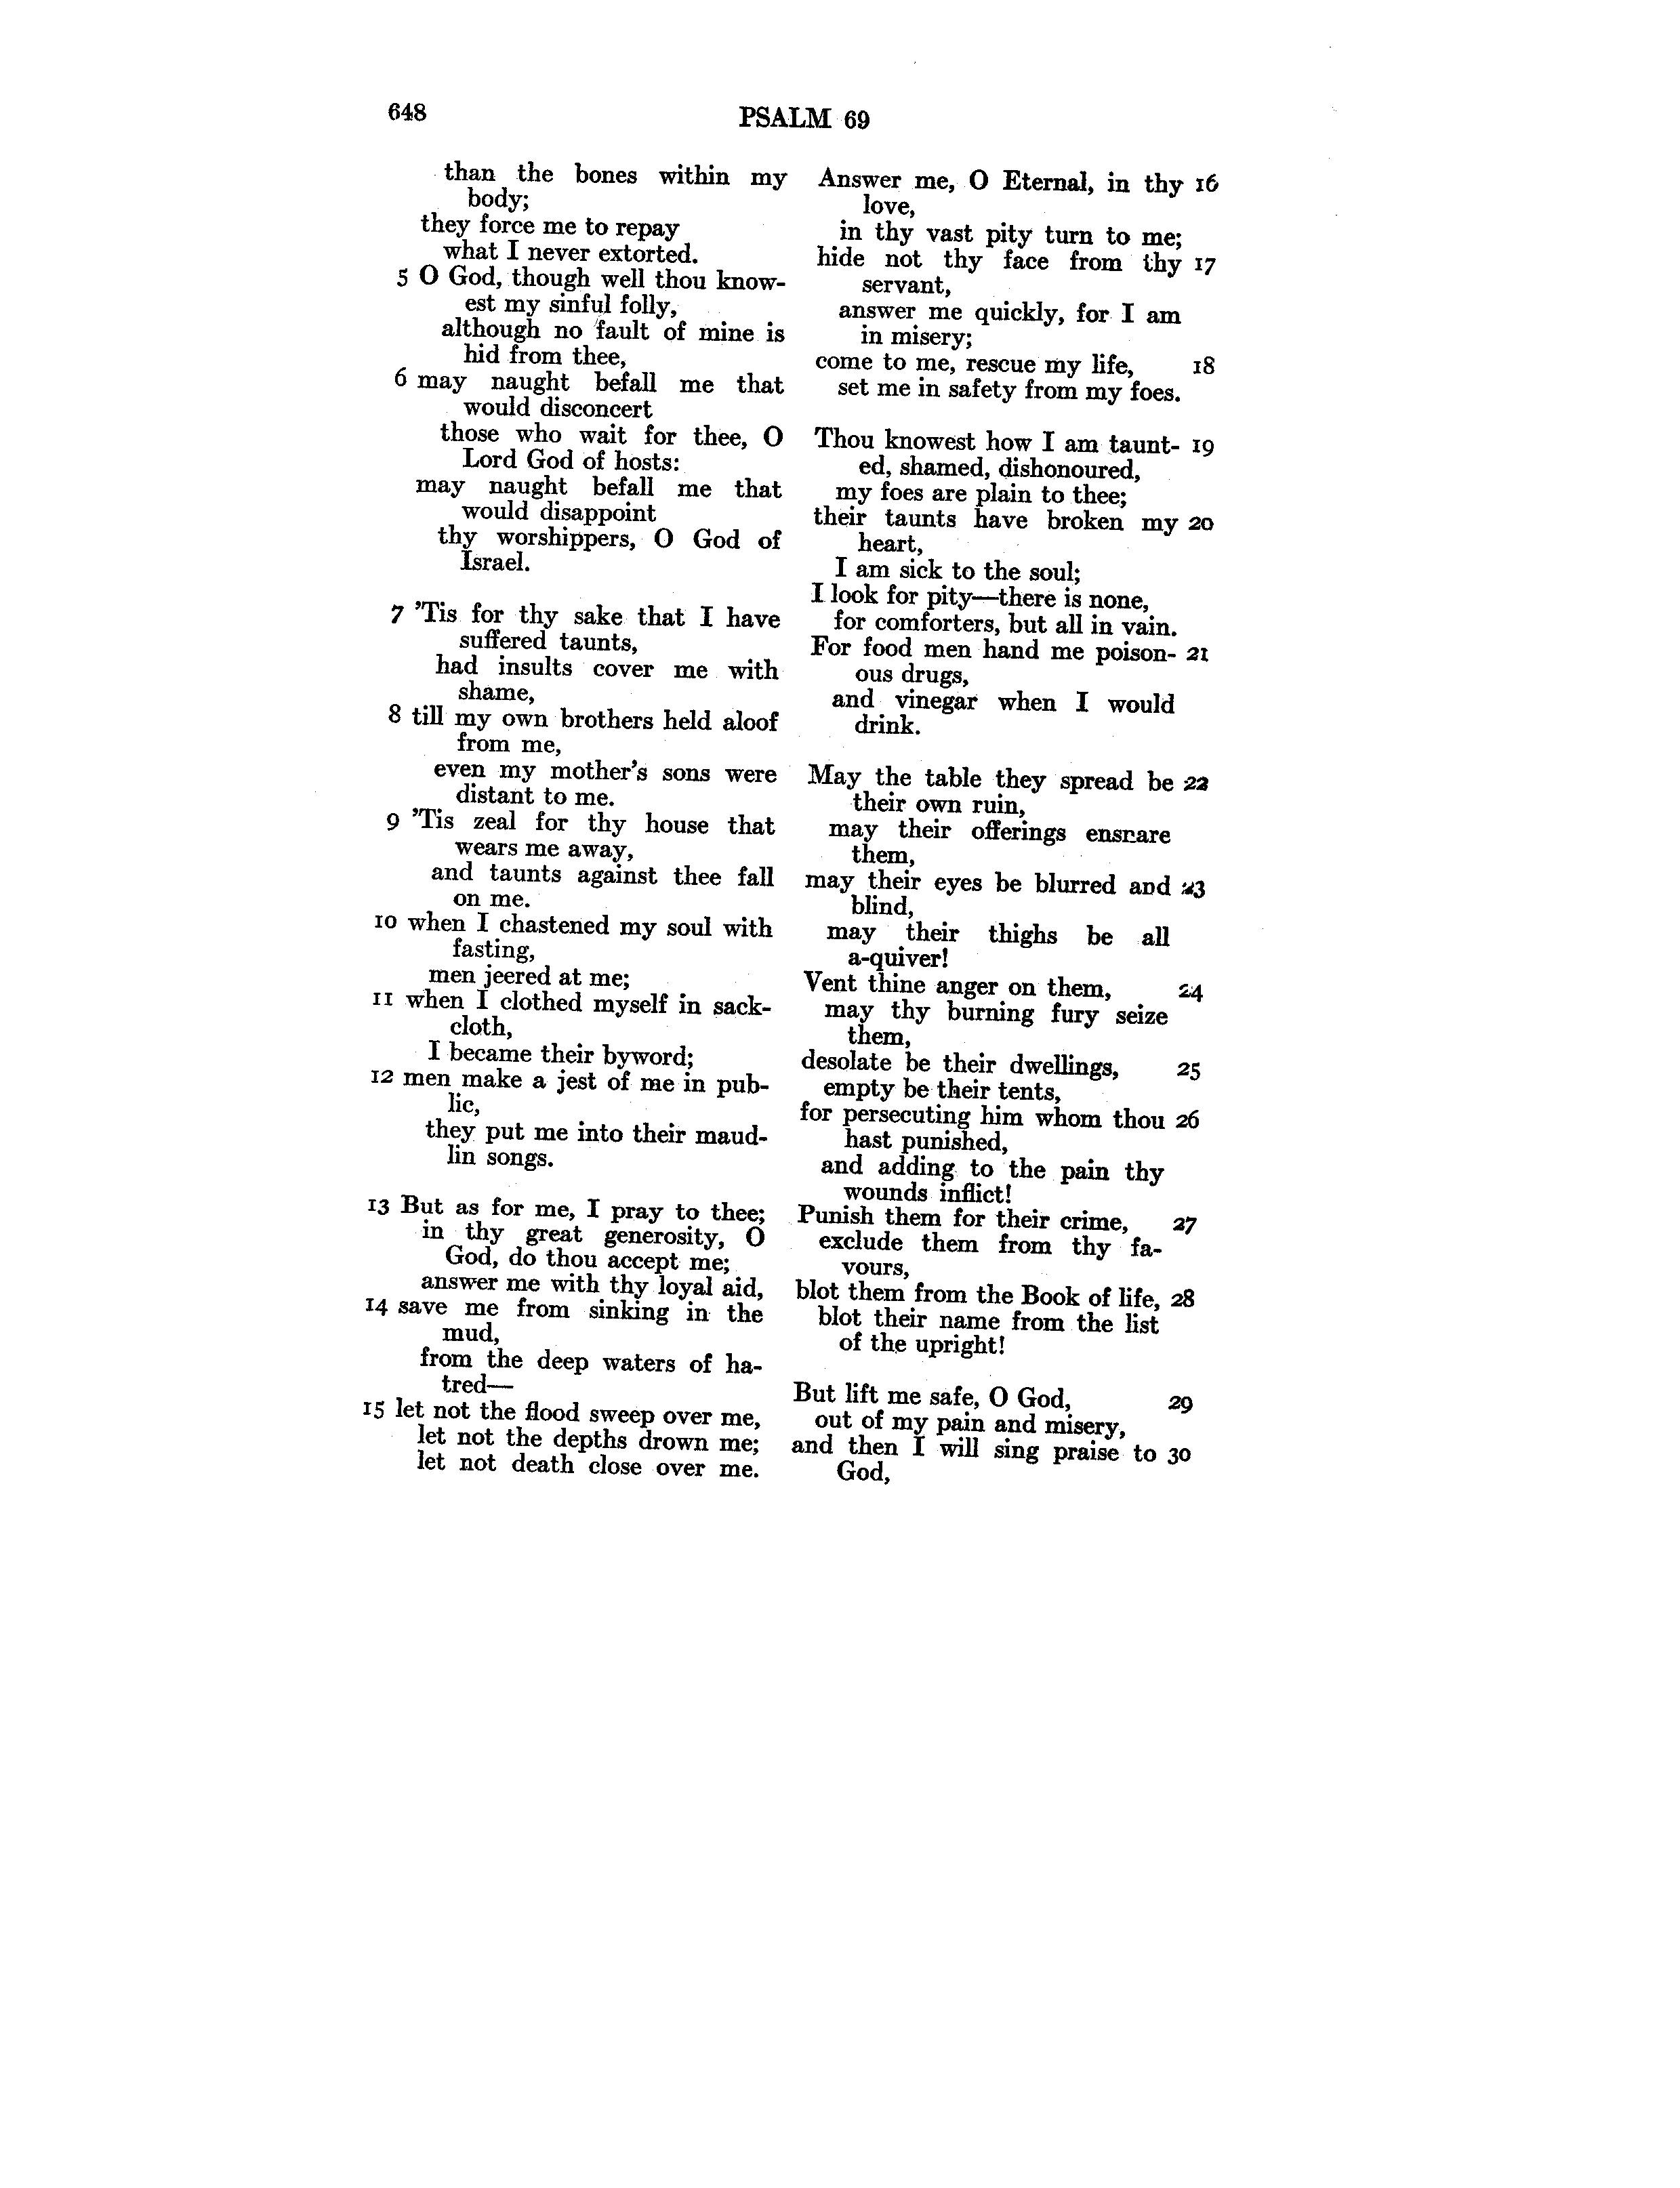 648
PSALM 69
than the bones within my
body;
they force me to repay
what I never extorted.
5 O God, though well thou know-
est my sinful folly,
although no fault of mine is
hid from thee,
6 may naught befall me that
would disconcert
those who wait for thee, O
Lord God of hosts:
may naught befall me that
would disappoint
thy worshippers, O God of
Israel.
7 'Tis for thy sake that I have
suffered taunts,
had insults cover me with
shame,
8 till my own brothers held aloof
from me,
even my mother's sons were
distant to me.
9 'Tis zeal for thy house that
wears me away,
and taunts against thee fall
on me.
10 when I chastened my soul with
fasting,
men jeered at me;
11 when I clothed myself in sack-
cloth,
I became their byword;
12 men make a jest of me in pub-
lic,
they put me into their maud-
lin songs.
13 But as for me, I pray to thee;
in thy great generosity, O
God, do thou accept me;
answer me with thy loyal aid,
14 save me from sinking in the
mud,
from the deep waters of ha-
tred—
15 let not the flood sweep over me,
let not the depths drown me;
let not death close over me.
Answer me, O Eternal, in thy 16
love,
in thy vast pity turn to me;
hide not thy face from thy 17
servant,
answer me quickly, for I am
in misery;
come to me, rescue my life, 18
set me in safety from my foes.
Thou knowest how I am taunt- 19
ed, shamed, dishonoured,
my foes are plain to thee;
their taunts have broken my 20
heart,
I am sick to the soul;
I look for pity—there is none,
for comforters, but all in vain.
For food men hand me poison- 21
ous drugs,
and vinegar when I would
drink.
May the table they spread be 22
their own ruin,
may their offerings ensnare
them,
may their eyes be blurred and 23
blind,
may their thighs be all
a-quiver!
Vent thine anger on them, 24
may thy burning fury seize
them,
desolate be their dwellings, 25
empty be their tents,
for persecuting him whom thou 26
hast punished,
and adding to the pain thy
wounds inflict!
Punish them for their crime, 27
exclude them from thy fa-
vours,
blot them from the Book of life, 28
blot their name from the list
of the upright!
But lift me safe, O God, 29
out of my pain and misery,
and then I will sing praise to 30
God,